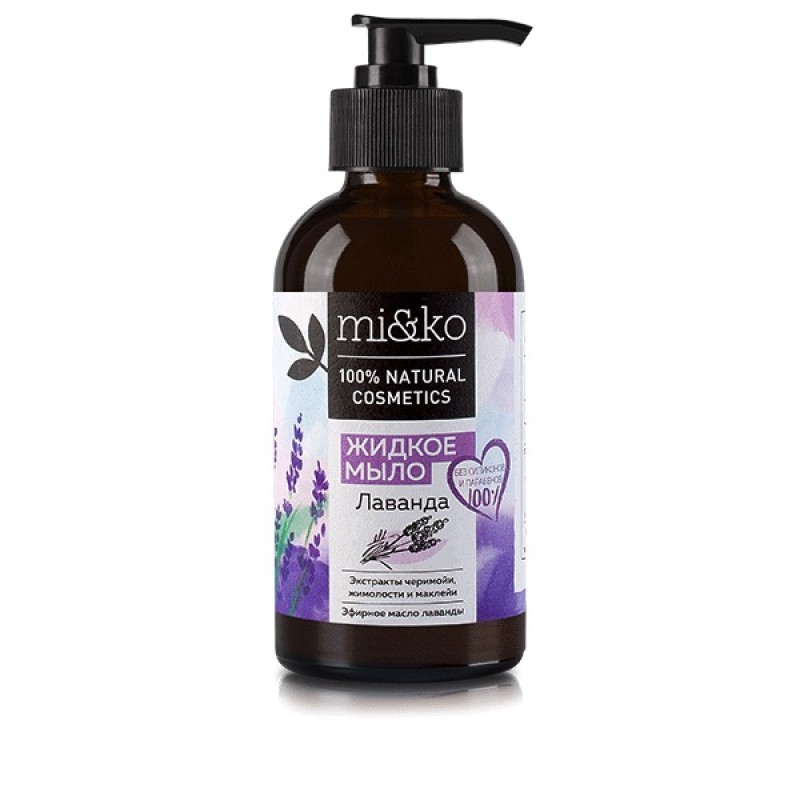 mi&ko
100% NATURAL
COSMETICS
ЖИДКОЕ
МЫЛО
Лаванда
БЕЗ СИЛИКОНОВ
И ПАРАБЕНОВ
100%
Экстракты черимойи,
жимолости и маклейи
Эфирное масло лаванды